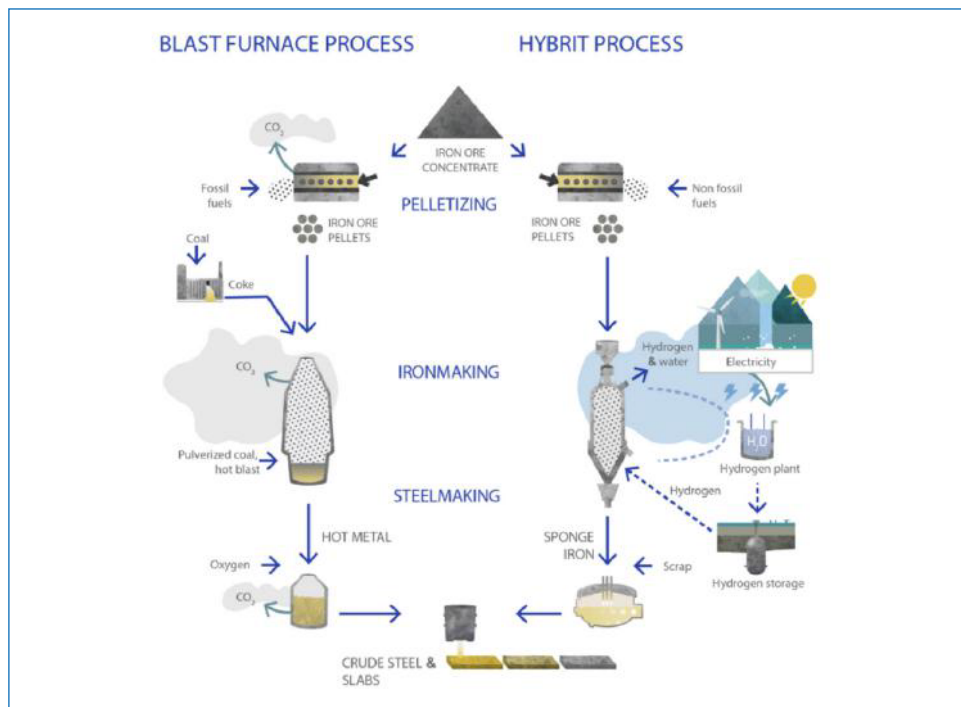 BLAST FURNACE PROCESS
HYBRIT PROCESS
CO2
IRON ORE
CONCENTRATE
Fossil
fuels
PELLETIZING
Non fossil
fuels
IRON ORE
PELLETS
IRON ORE
PELLETS
Coal
Coke
CO2
IRONMAKING
Hydrogen
& water
Electricity
H2O
Pulverized coal,
hot blast
Hydrogen plant
STEELMAKING
Hydrogen
HOT METAL
SPONGE
IRON
Oxygen
Scrap
Hydrogen storage
CO2
CRUDE STEEL &
SLABS